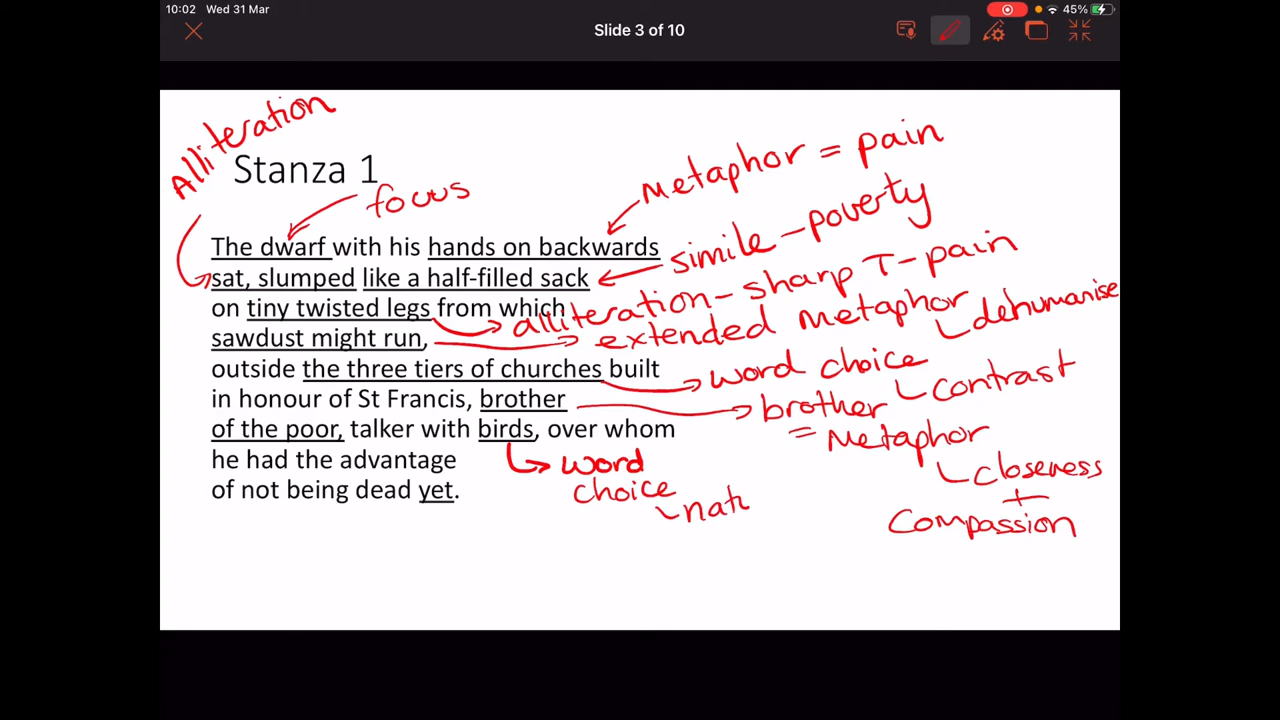 10:02 Wed 31 Mar
45%
Slide 3 of 10
Alliteration
Stanza 1
focus
metaphor = pain
The dwarf with his hands on backwards
simile - poverty
sat, slumped like a half-filled sack
on tiny twisted legs from which
alliteration - sharp T - pain
sawdust might run,
extended metaphor
dehumanise
outside the three tiers of churches built
word choice
contrast
in honour of St Francis, brother
brother
= metaphor
closeness
+
compassion
of the poor, talker with birds, over whom
word
choice
nat
he had the advantage
of not being dead yet.